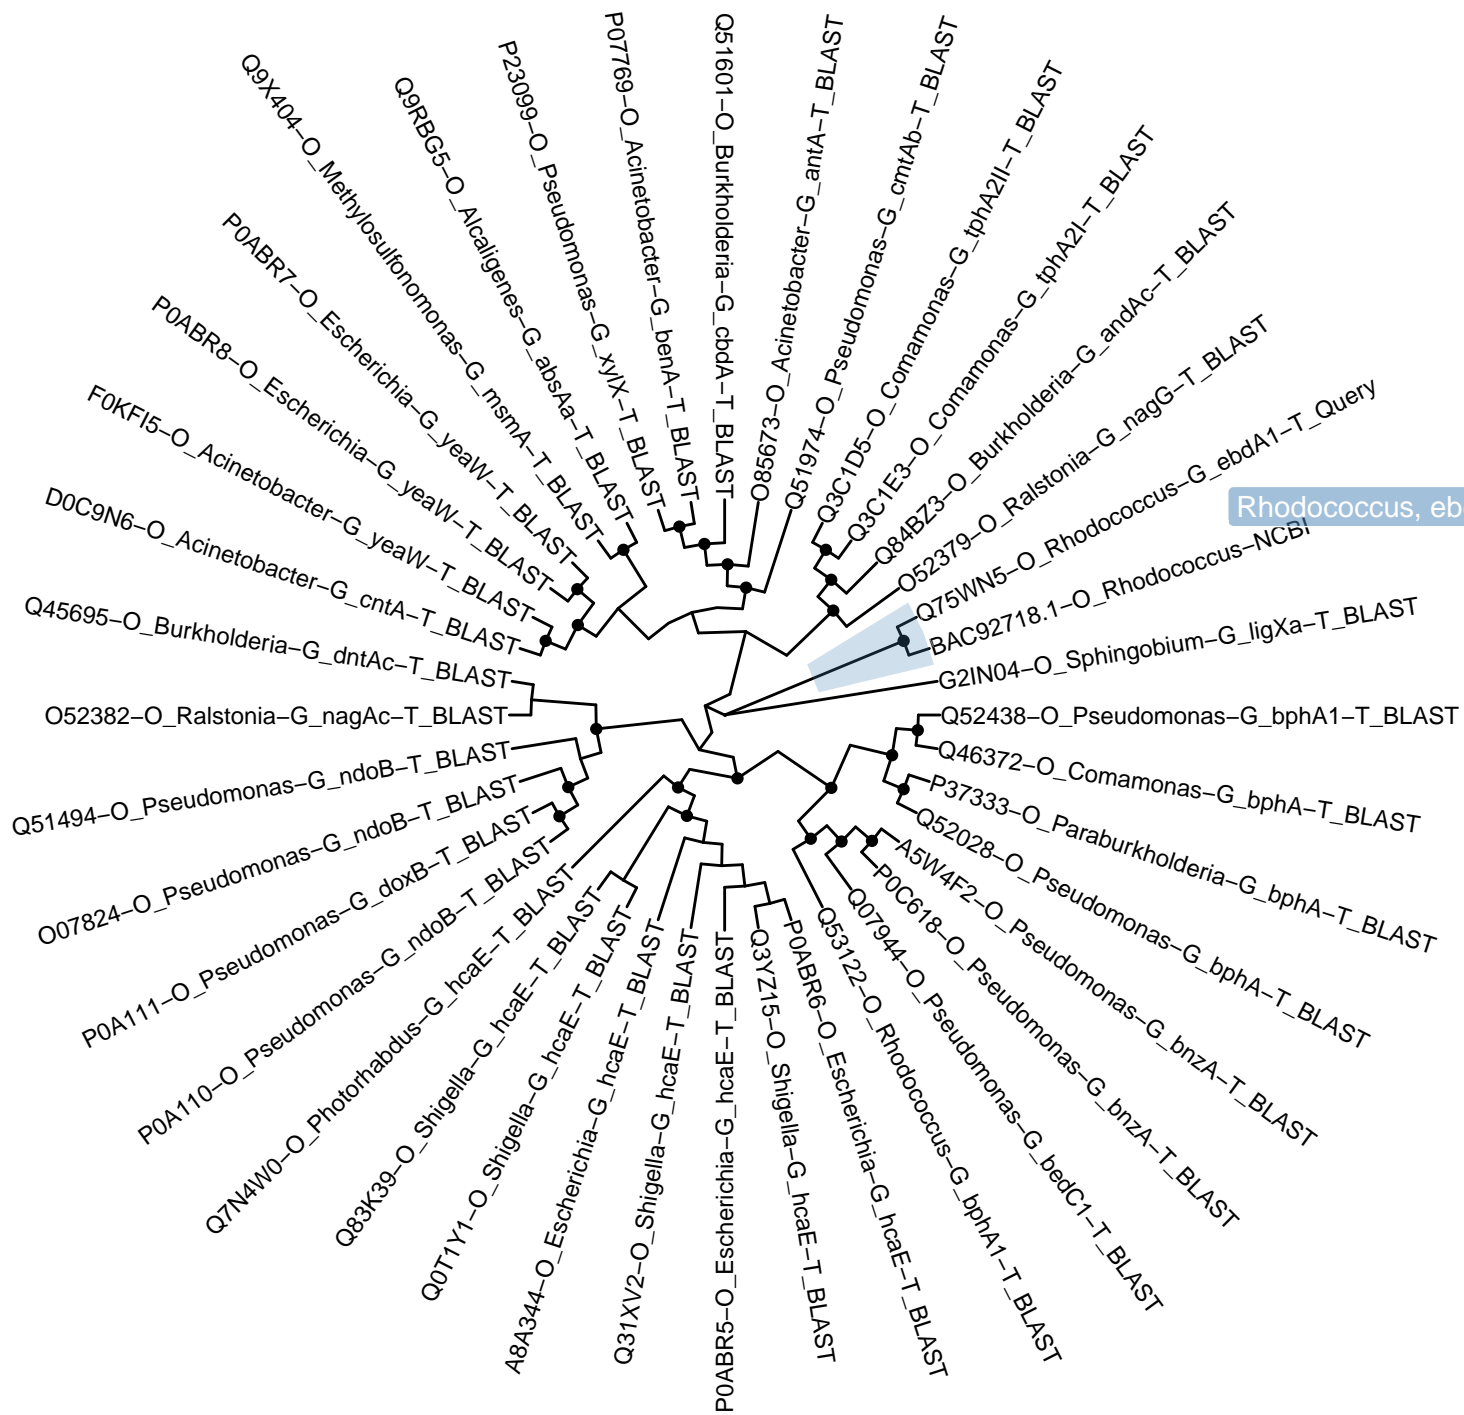 Q51601–O_Burkholderia–G_cbdA–T_BLAST
O85673–O_Acinetobacter–G_antA–T_BLAST
Q51974–O_Pseudomonas–G_cmtAb–T_BLAST
Q3C1D5–O_Comamonas–G_tphA2II–T_BLAST
Q3C1E3–O_Comamonas–G_tphA2I–T_BLAST
Q84BZ3–O_Burkholderia–G_andAc–T_BLAST
O52379–O_Ralstonia–G_nagG–T_BLAST
Q75WN5–O_Rhodococcus–G_ebdA1–T_Query
Rhodococcus, eb
BAC92718.1–O_Rhodococcus–NCBI
G2IN04–O_Sphingobium–G_ligXa–T_BLAST
Q52438–O_Pseudomonas–G_bphA1–T_BLAST
Q46372–O_Comamonas–G_bphA–T_BLAST
P37333–O_Paraburkholderia–G_bphA–T_BLAST
Q52028–O_Pseudomonas–G_bphA–T_BLAST
A5W4F2–O_Pseudomonas–G_bnzA–T_BLAST
P0C618–O_Pseudomonas–G_bnzA–T_BLAST
Q07944–O_Pseudomonas–G_bedC1–T_BLAST
Q53122–O_Rhodococcus–G_bphA1–T_BLAST
P0ABR6–O_Escherichia–G_hcaE–T_BLAST
Q3YZ15–O_Shigella–G_hcaE–T_BLAST
P0ABR5–O_Escherichia–G_hcaE–T_BLAST
Q31XV2–O_Shigella–G_hcaE–T_BLAST
A8A344–O_Escherichia–G_hcaE–T_BLAST
Q0T1Y1–O_Shigella–G_hcaE–T_BLAST
Q83K39–O_Shigella–G_hcaE–T_BLAST
Q7N4W0–O_Photorhabdus–G_hcaE–T_BLAST
P0A110–O_Pseudomonas–G_ndoB–T_BLAST
P0A111–O_Pseudomonas–G_doxB–T_BLAST
O07824–O_Pseudomonas–G_ndoB–T_BLAST
Q51494–O_Pseudomonas–G_ndoB–T_BLAST
O52382–O_Ralstonia–G_nagAc–T_BLAST
Q45695–O_Burkholderia–G_dntAc–T_BLAST
D0C9N6–O_Acinetobacter–G_cntA–T_BLAST
F0KFI5–O_Acinetobacter–G_yeaW–T_BLAST
P0ABR8–O_Escherichia–G_yeaW–T_BLAST
P0ABR7–O_Escherichia–G_yeaW–T_BLAST
Q9X404–O_Methylosulfonomonas–G_msmA–T_BLAST
Q9RBG5–O_Alcaligenes–G_absAa–T_BLAST
P23099–O_Pseudomonas–G_xylX–T_BLAST
P07769–O_Acinetobacter–G_benA–T_BLAST